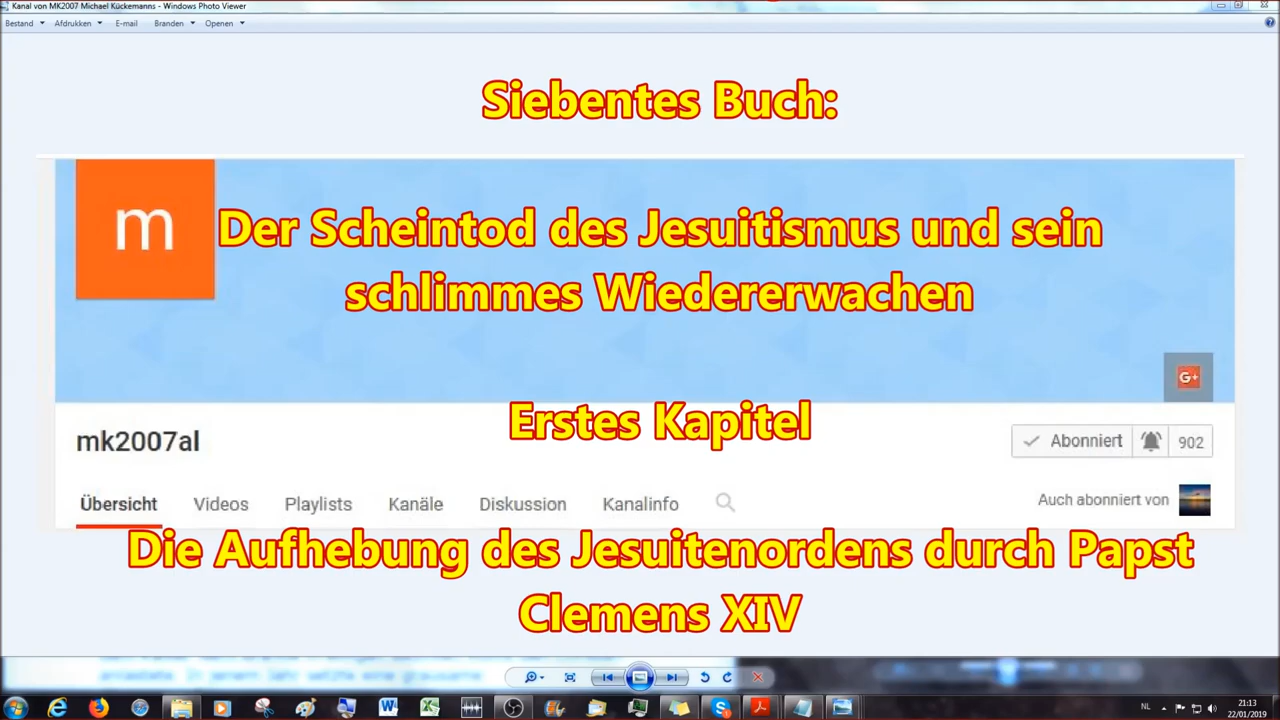 Kanal von MK2007 Michael Kückemanns - Windows Photo Viewer
Bestand Afdrukken E-mail Branden Openen
Siebentes Buch:
m
Der Scheintod des Jesuitismus und sein
schlimmes Wiedererwachen
G+
Erstes Kapitel
mk2007al
Abonniert 902
Übersicht Videos Playlists Kanäle Diskussion Kanalinfo
Auch abonniert von
Die Aufhebung des Jesuitenordens durch Papst
Clemens XIV
NL
21:13
22/01/2019